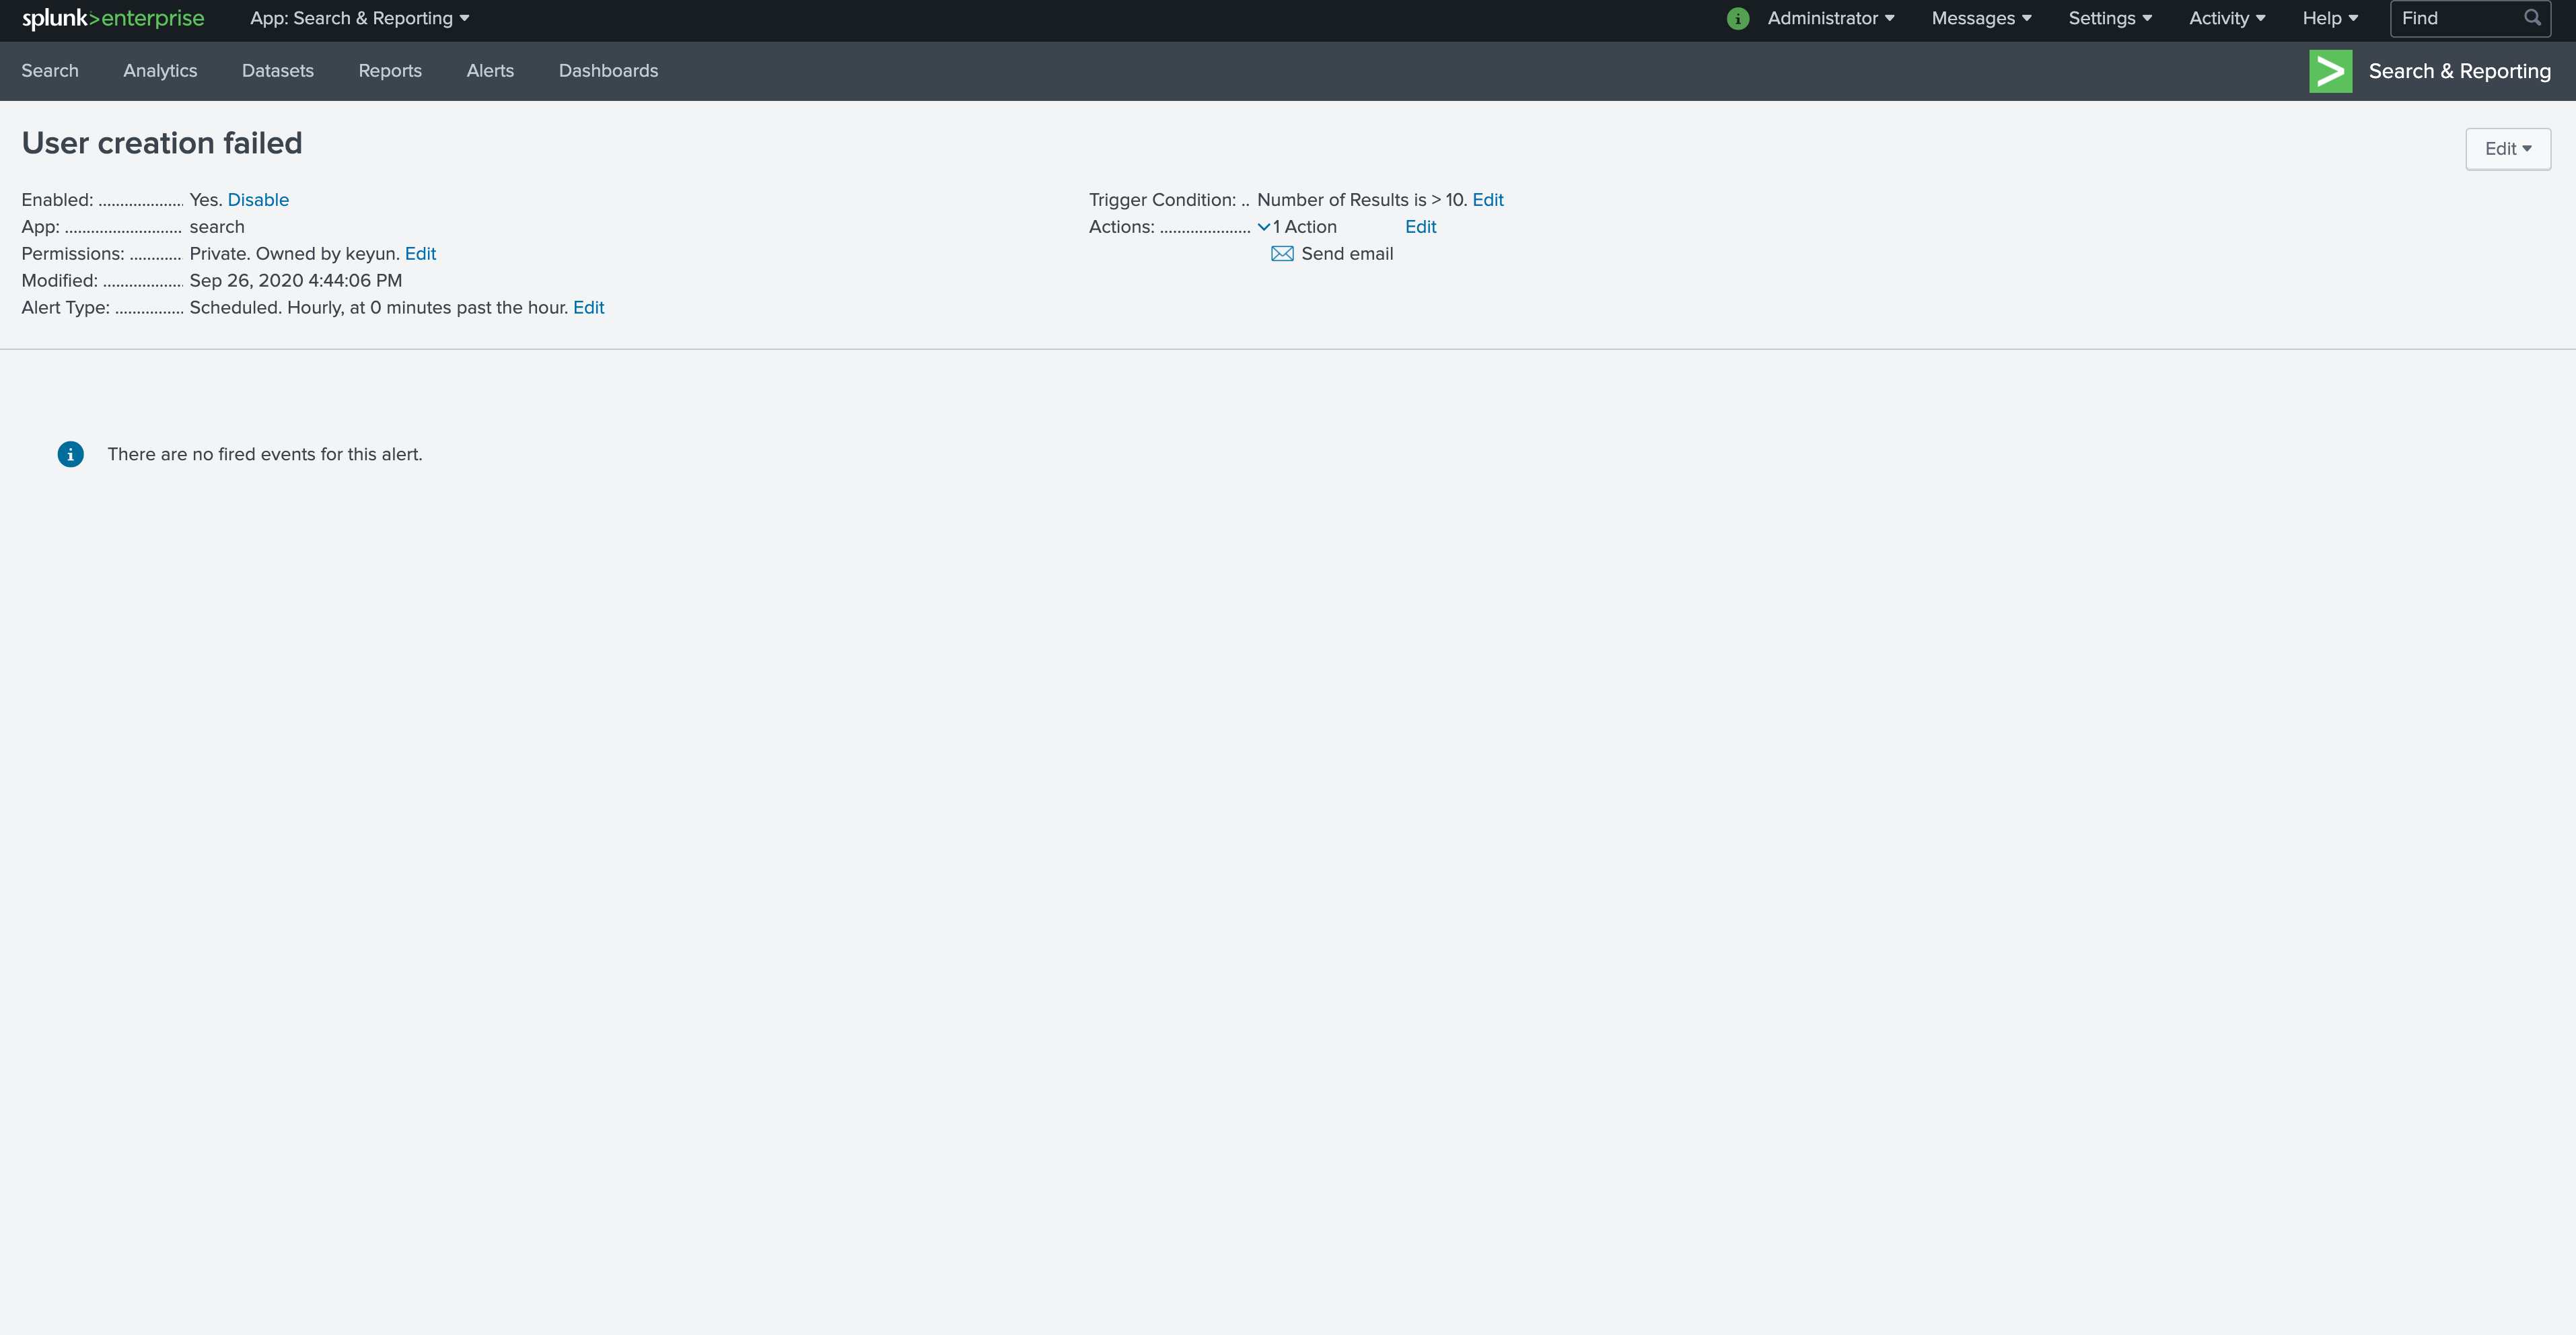 splunk>enterprise App: Search & Reporting Administrator Messages Settings Activity Help Find
Search Analytics Datasets Reports Alerts Dashboards Search & Reporting
User creation failed
Edit
Enabled: ................... Yes. Disable
App: ........................... search
Permissions: ............ Private. Owned by keyun. Edit
Modified: .................. Sep 26, 2020 4:44:06 PM
Alert Type: ................ Scheduled. Hourly, at 0 minutes past the hour. Edit
Trigger Condition: .. Number of Results is > 10. Edit
Actions: ..................... 1 Action Edit
Send email
There are no fired events for this alert.